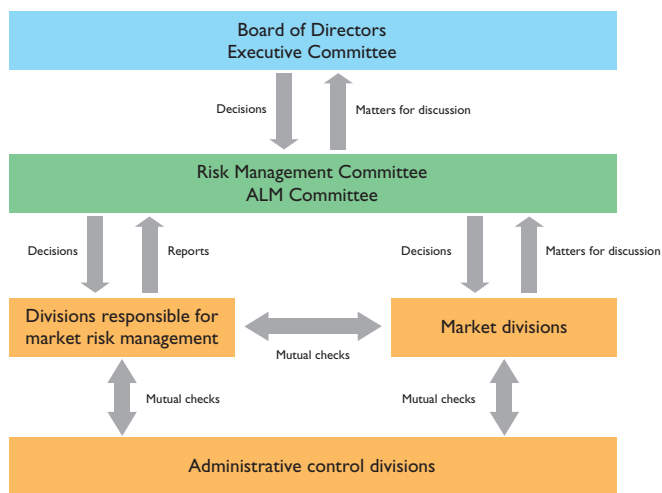 Board of Directors
Executive Committee
Decisions
Matters for discussion
Risk Management Committee
ALM Committee
Decisions
Reports
Decisions
Matters for discussion
Divisions responsible for
market risk management
Market divisions
Mutual checks
Mutual checks
Mutual checks
Administrative control divisions